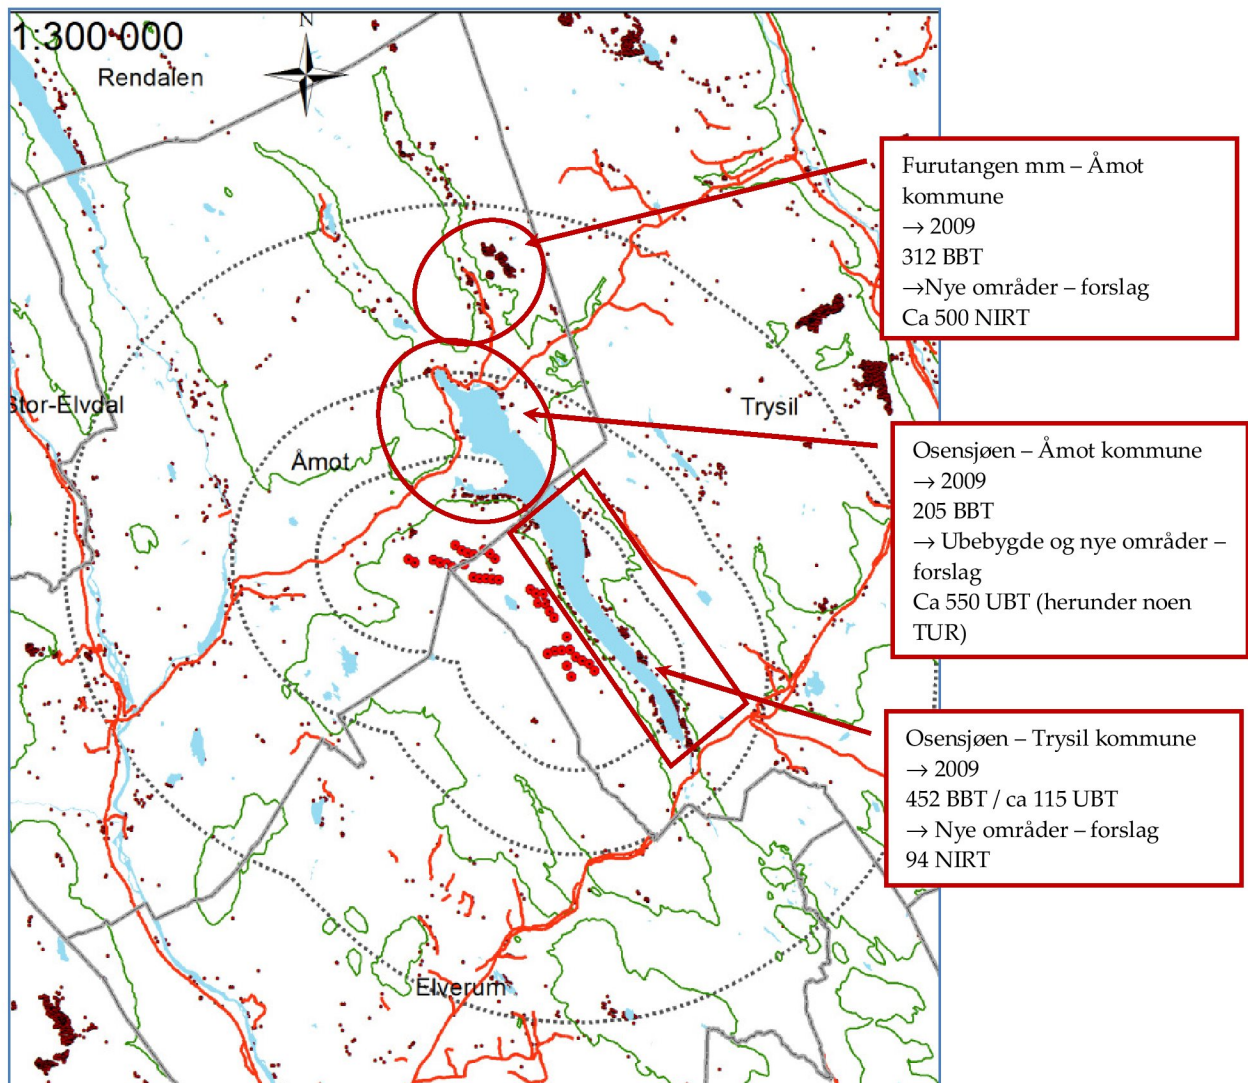 N
1:300 000
Rendalen
Furutangen mm – Åmot
kommune
→ 2009
312 BBT
→Nye områder – forslag
Ca 500 NIRT
Stor-Elvdal
Trysil
Åmot
Osensjøen – Åmot kommune
→ 2009
205 BBT
→ Ubebygde og nye områder –
forslag
Ca 550 UBT (herunder noen
TUR)
Osensjøen – Trysil kommune
→ 2009
452 BBT / ca 115 UBT
→ Nye områder – forslag
94 NIRT
Elverum